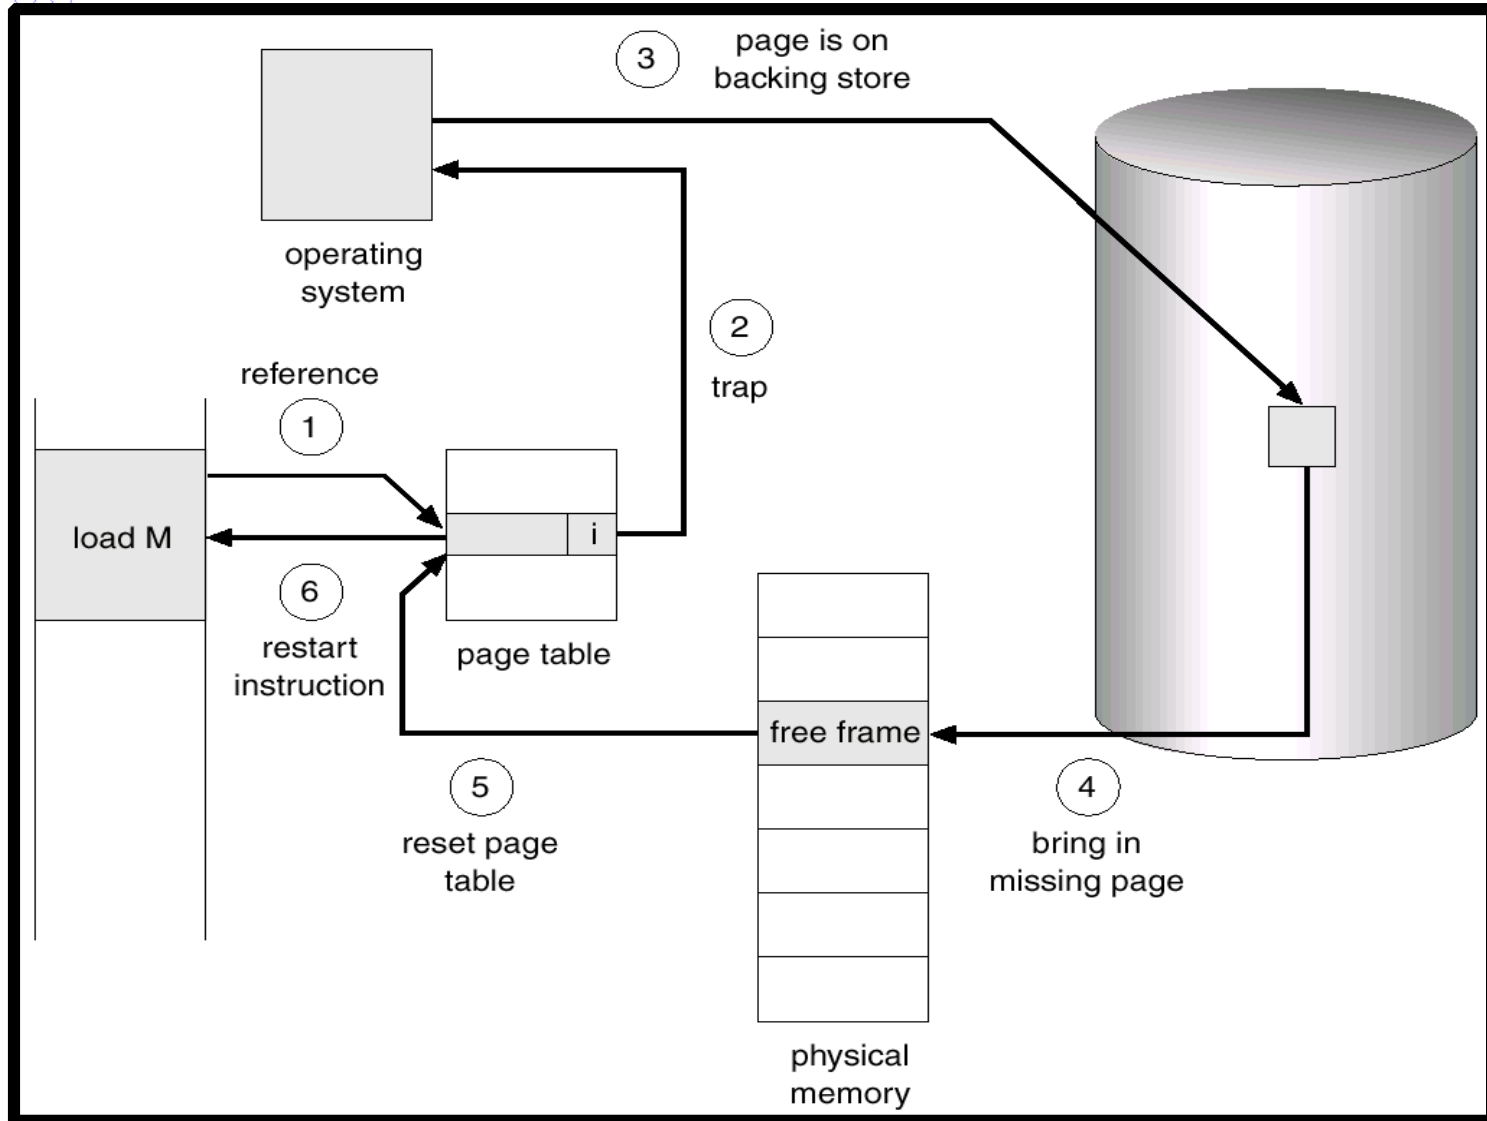 3
page is on
backing store
operating
system
2
trap
reference
1
load M
i
6
restart
instruction
page table
free frame
5
reset page
table
4
bring in
missing page
physical
memory